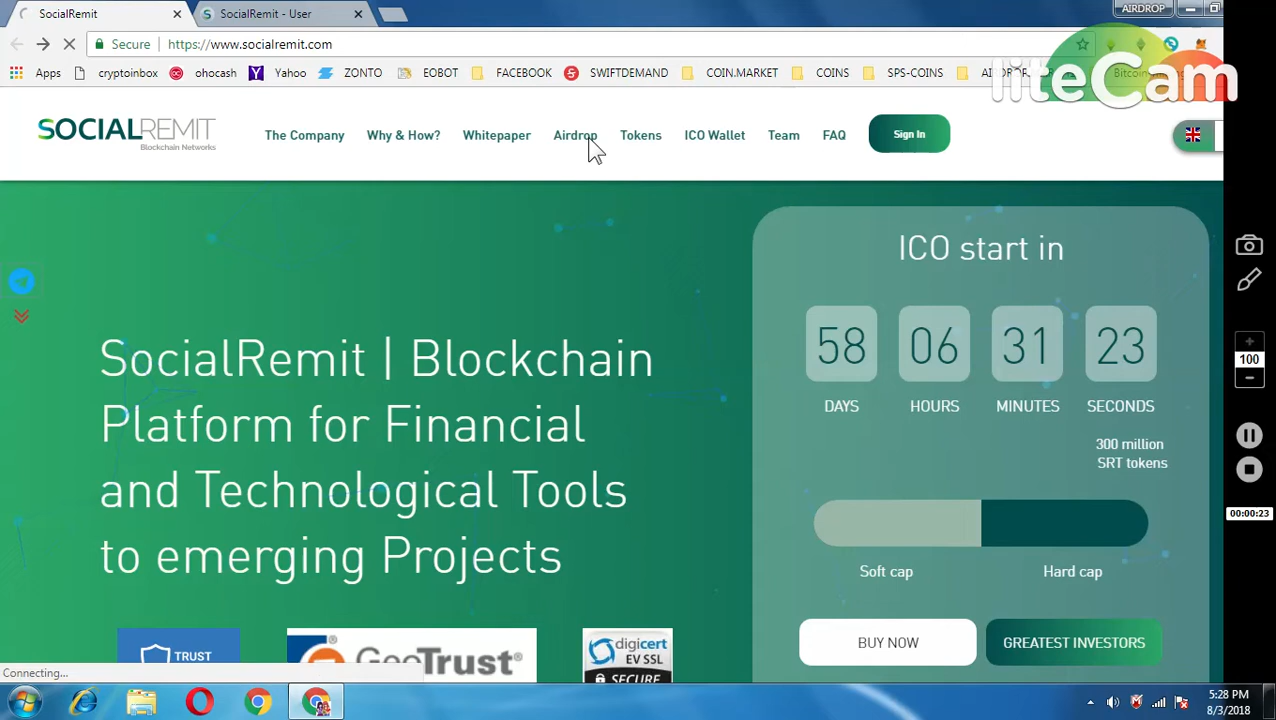 SocialRemit
SocialRemit - User
AIRDROP
Secure
https://www.socialremit.com
Apps
cryptoinbox
ohocash
Yahoo
ZONTO
EOBOT
FACEBOOK
SWIFTDEMAND
COIN.MARKET
COINS
SPS-COINS
liteCam
SOCIALREMIT
Blockchain Networks
The Company
Why & How?
Whitepaper
Airdrop
Tokens
ICO Wallet
Team
FAQ
Sign In
ICO start in
58
06
31
23
DAYS
HOURS
MINUTES
SECONDS
300 million
SRT tokens
SocialRemit | Blockchain
Platform for Financial
and Technological Tools
to emerging Projects
Soft cap
Hard cap
BUY NOW
GREATEST INVESTORS
TRUST
GeoTrust®
digicert
EV SSL
SECURE
100
00:00:23
Connecting...
5:28 PM
8/3/2018